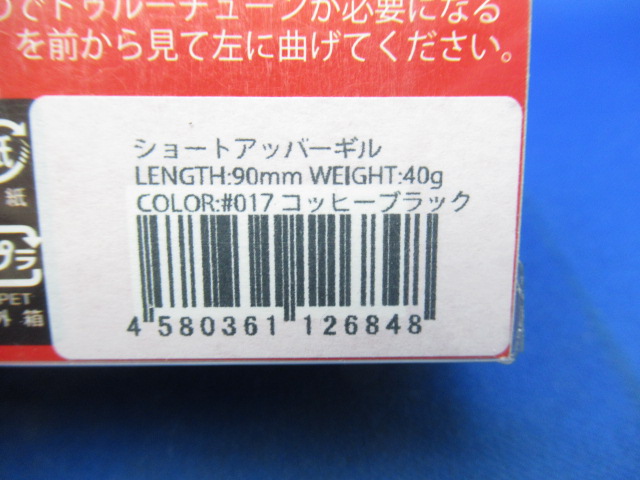 でトゥルーチューンが必要になる
を前から見て左に曲げてください。
紙
紙
ショートアッパーギル
LENGTH:90mm WEIGHT:40g
COLOR:#017 コッヒーブラック
プラ
PET
外 箱
4 580361 126848